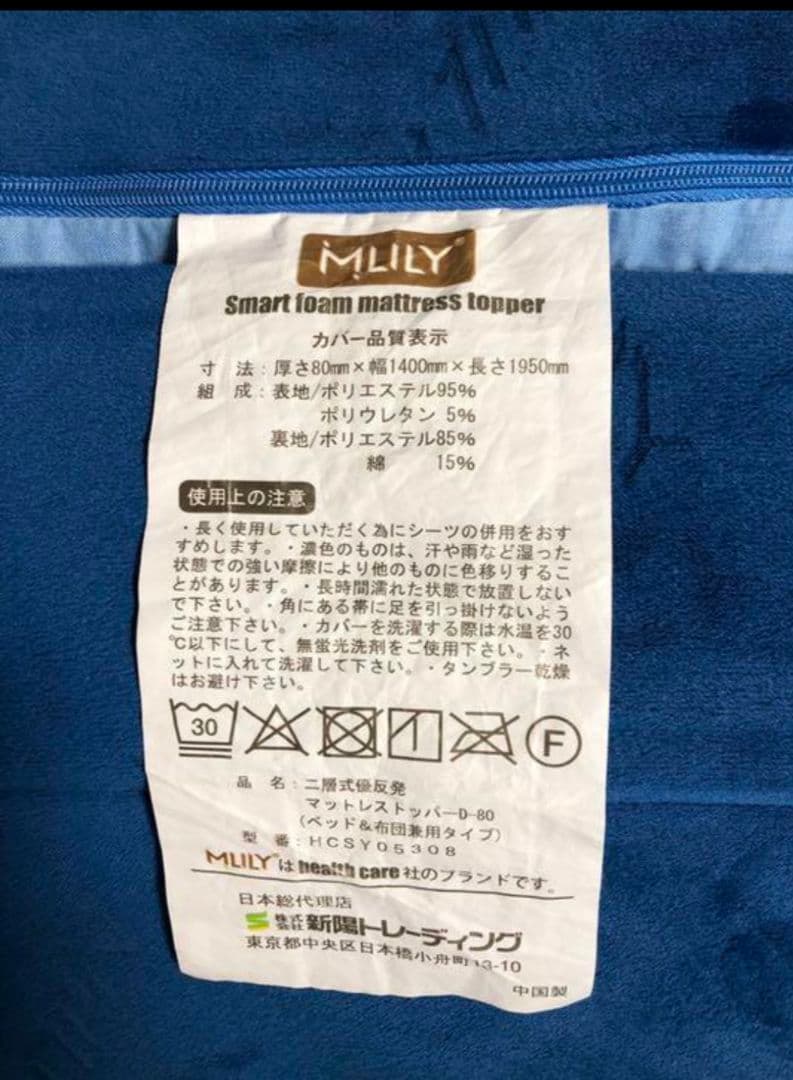 MLILY
Smart foam mattress topper
カバー品質表示
寸 法：厚さ80㎜×幅1400㎜×長さ1950㎜
組 成：表地/ポリエステル95%
ポリウレタン 5%
裏地/ポリエステル85%
綿 15%
使用上の注意
・長く使用していただく為にシーツの併用をおす
すめします。・濃色のものは、汗や雨など湿った
状態での強い摩擦により他のものに色移りするこ
とがあります。・長時間濡れた状態で放置しない
で下さい。・角にある帯に足を引っ掛けないよう
ご注意下さい。・カバーを洗濯する際は水温を30
℃以下にして、無蛍光洗剤をご使用下さい。・ネ
ットに入れて洗濯して下さい。・タンブラー乾燥
はお避け下さい。
30 F
品 名：二層式優反発
マットレストッパーD-80
（ベッド＆布団兼用タイプ）
型 番：HCSY05308
MLILY は health care 社のブランドです。
日本総代理店
株式会社 新陽トレーディング
東京都中央区日本橋小舟町13-10
中国製